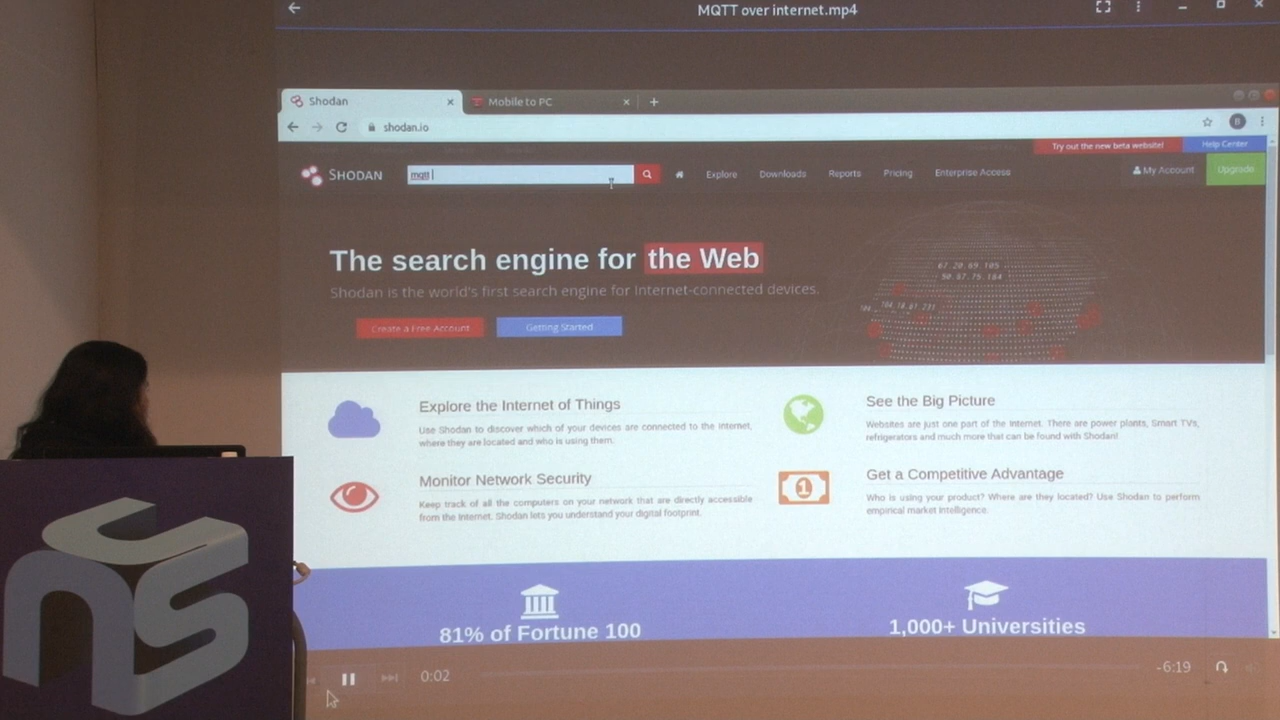 MQTT over internet.mp4
Shodan
Mobile to PC
shodan.io
Try out the new beta website!
Help Center
SHODAN
mqtt
Explore
Downloads
Reports
Pricing
Enterprise Access
My Account
Upgrade
The search engine for the Web
Shodan is the world's first search engine for Internet-connected devices.
Create a Free Account
Getting Started
67.20.69.105
Explore the Internet of Things
Use Shodan to discover which of your devices are connected to the Internet,
where they are located and who is using them.
See the Big Picture
Websites are just one part of the Internet. There are power plants, Smart TVs,
refrigerators and much more that can be found with Shodan!
Monitor Network Security
Keep track of all the computers on your network that are directly accessible
from the Internet. Shodan lets you understand your digital footprint.
Get a Competitive Advantage
Who is using your product? Where are they located? Use Shodan to perform
empirical market intelligence.
81% of Fortune 100
1,000+ Universities
0:02
-6:19